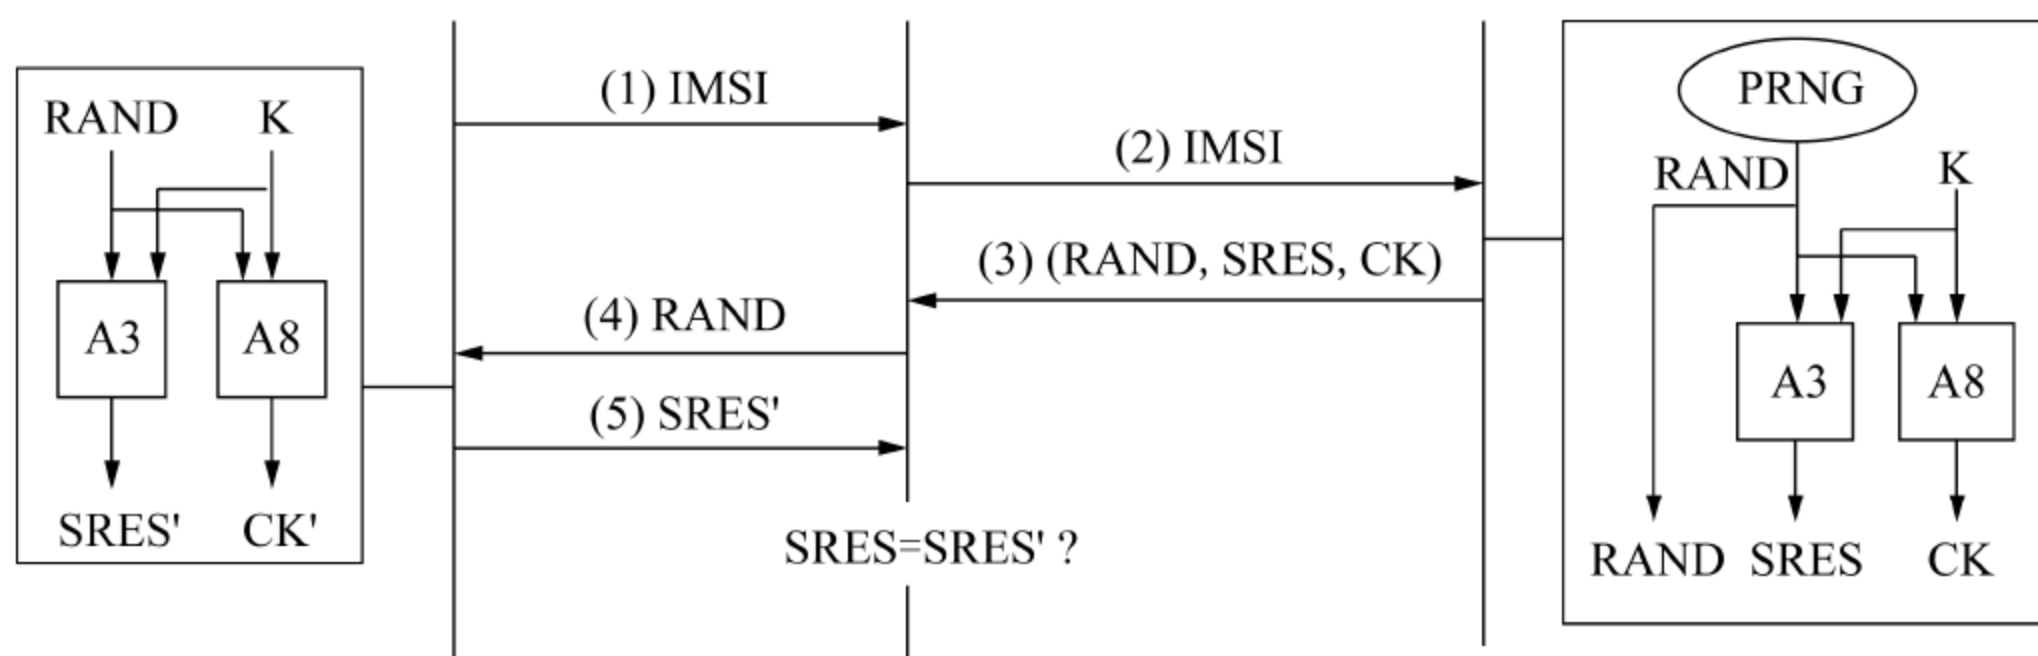 RAND K
A3 A8
SRES' CK'
(1) IMSI
(2) IMSI
(3) (RAND, SRES, CK)
(4) RAND
(5) SRES'
SRES=SRES' ?
PRNG
RAND K
A3 A8
RAND SRES CK